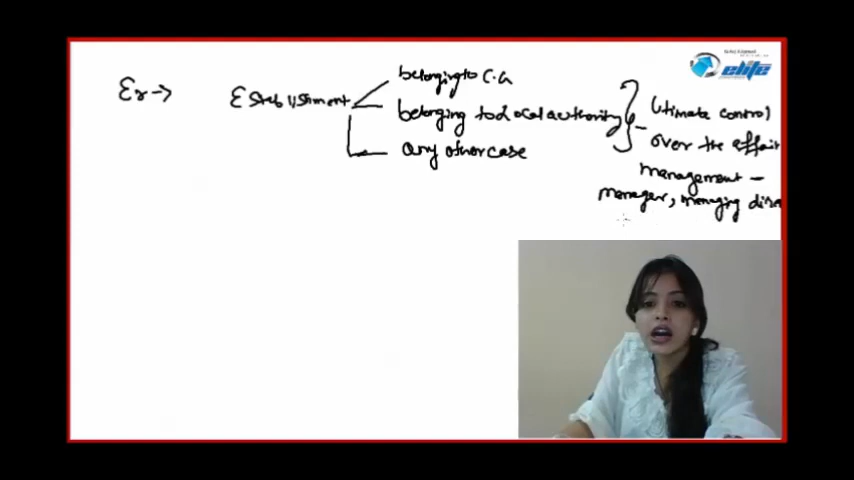 Er → Establishment
belonging to C.G
belonging to Local authority
any other case
Ultimate control
over the affair
management -
manager, managing dire
elite